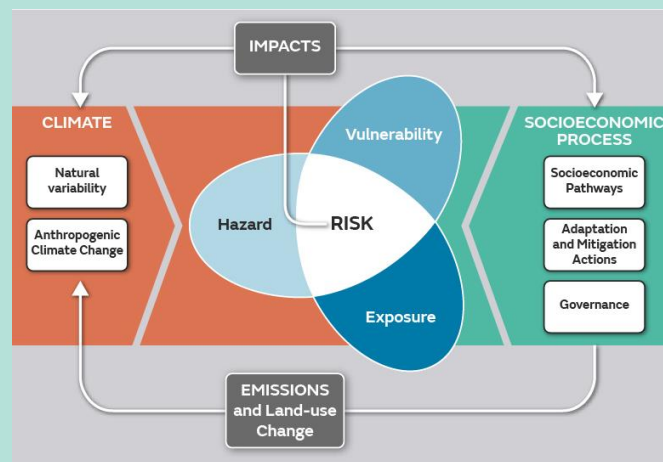 IMPACTS
CLIMATE
Natural
variability
Anthropogenic
Climate Change
Vulnerability
Hazard
RISK
Exposure
SOCIOECONOMIC
PROCESS
Socioeconomic
Pathways
Adaptation
and Mitigation
Actions
Governance
EMISSIONS
and Land-use
Change